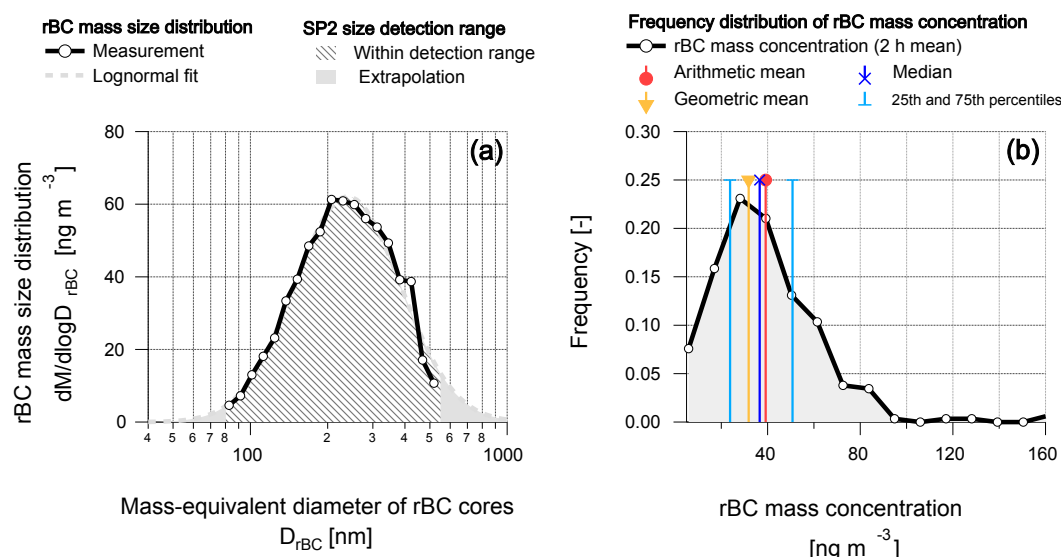 rBC mass size distribution
Measurement
Lognormal fit
SP2 size detection range
Within detection range
Extrapolation
Frequency distribution of rBC mass concentration
rBC mass concentration (2 h mean)
Arithmetic mean
Geometric mean
Median
25th and 75th percentiles
(a)
rBC mass size distribution
dM/dlogD rBC [ng m -3]
80
60
40
20
0
4 5 6 7 8 100 2 3 4 5 6 7 8 1000
Mass-equivalent diameter of rBC cores
DrBC [nm]
(b)
Frequency [-]
0.30
0.25
0.20
0.15
0.10
0.05
0.00
40 80 120 160
rBC mass concentration
[ng m -3]